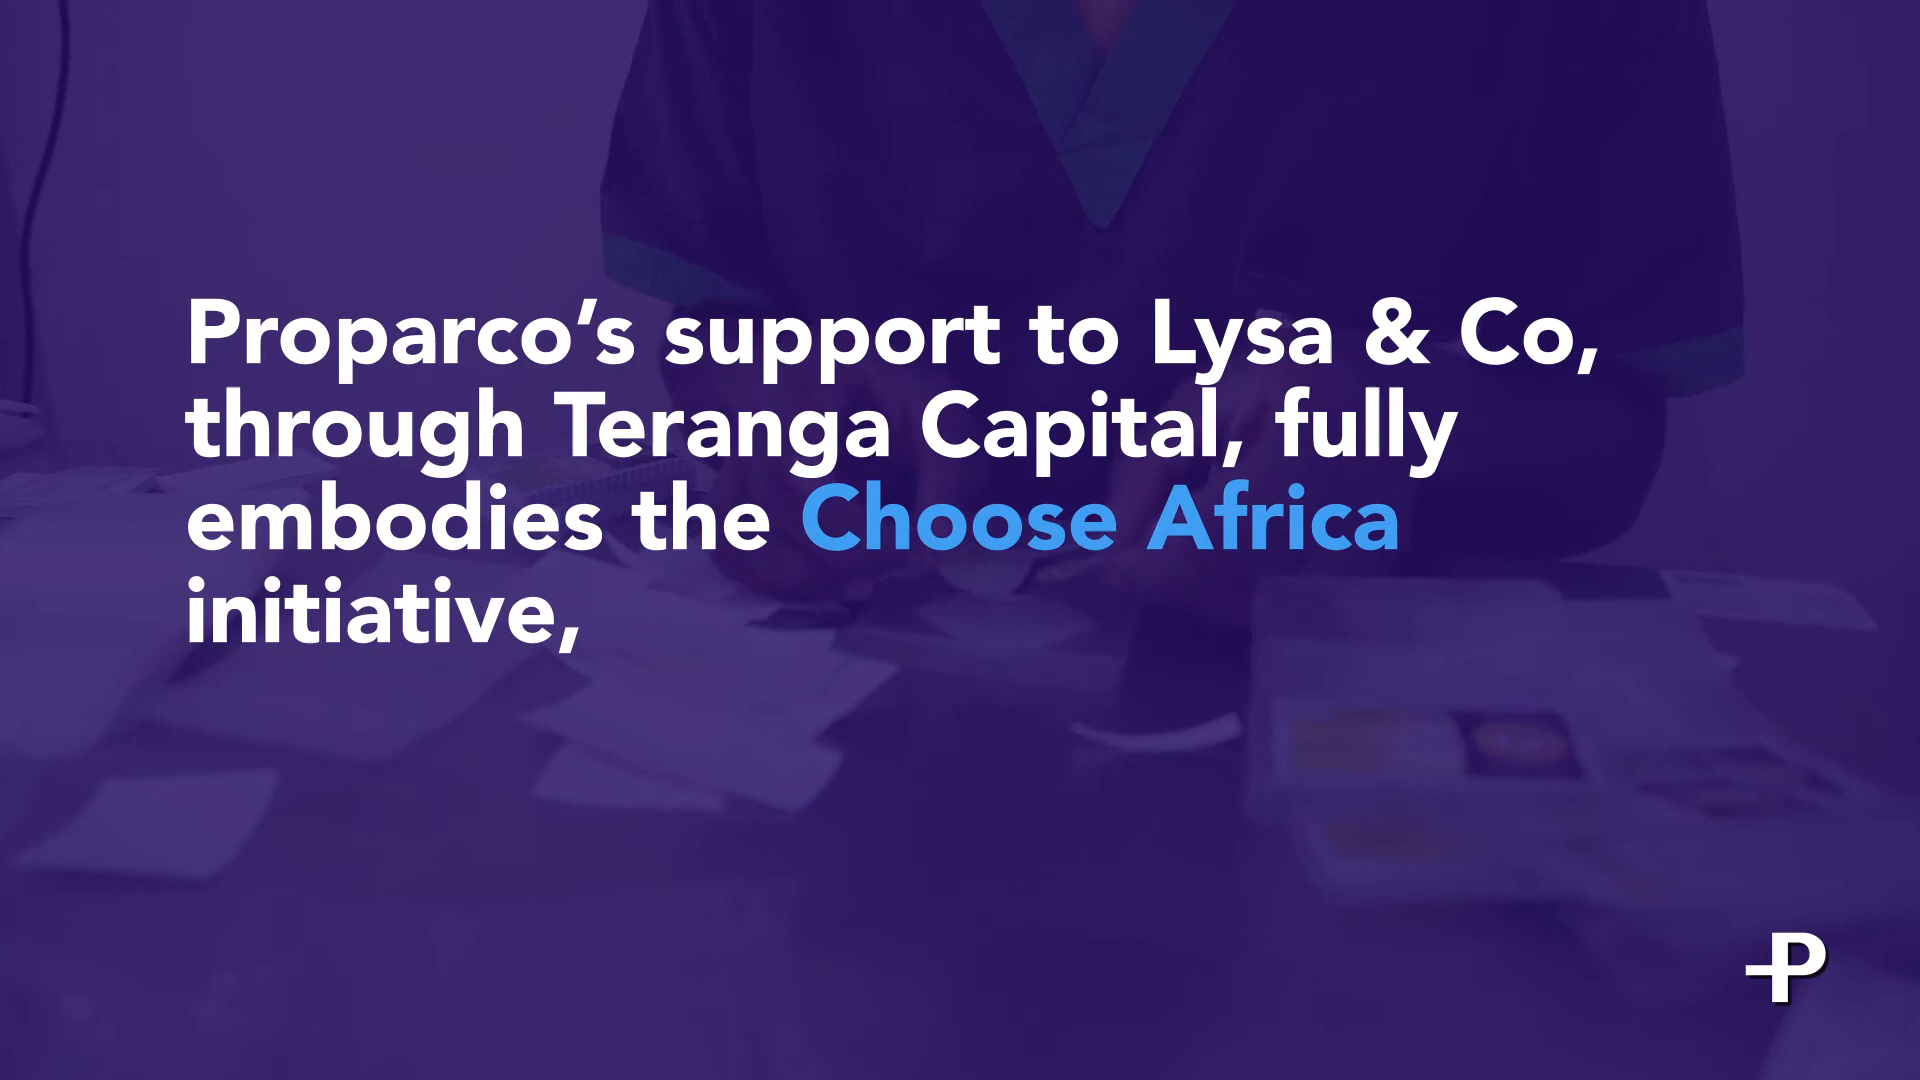 Proparco’s support to Lysa & Co,
through Teranga Capital, fully
embodies the Choose Africa
initiative,
P